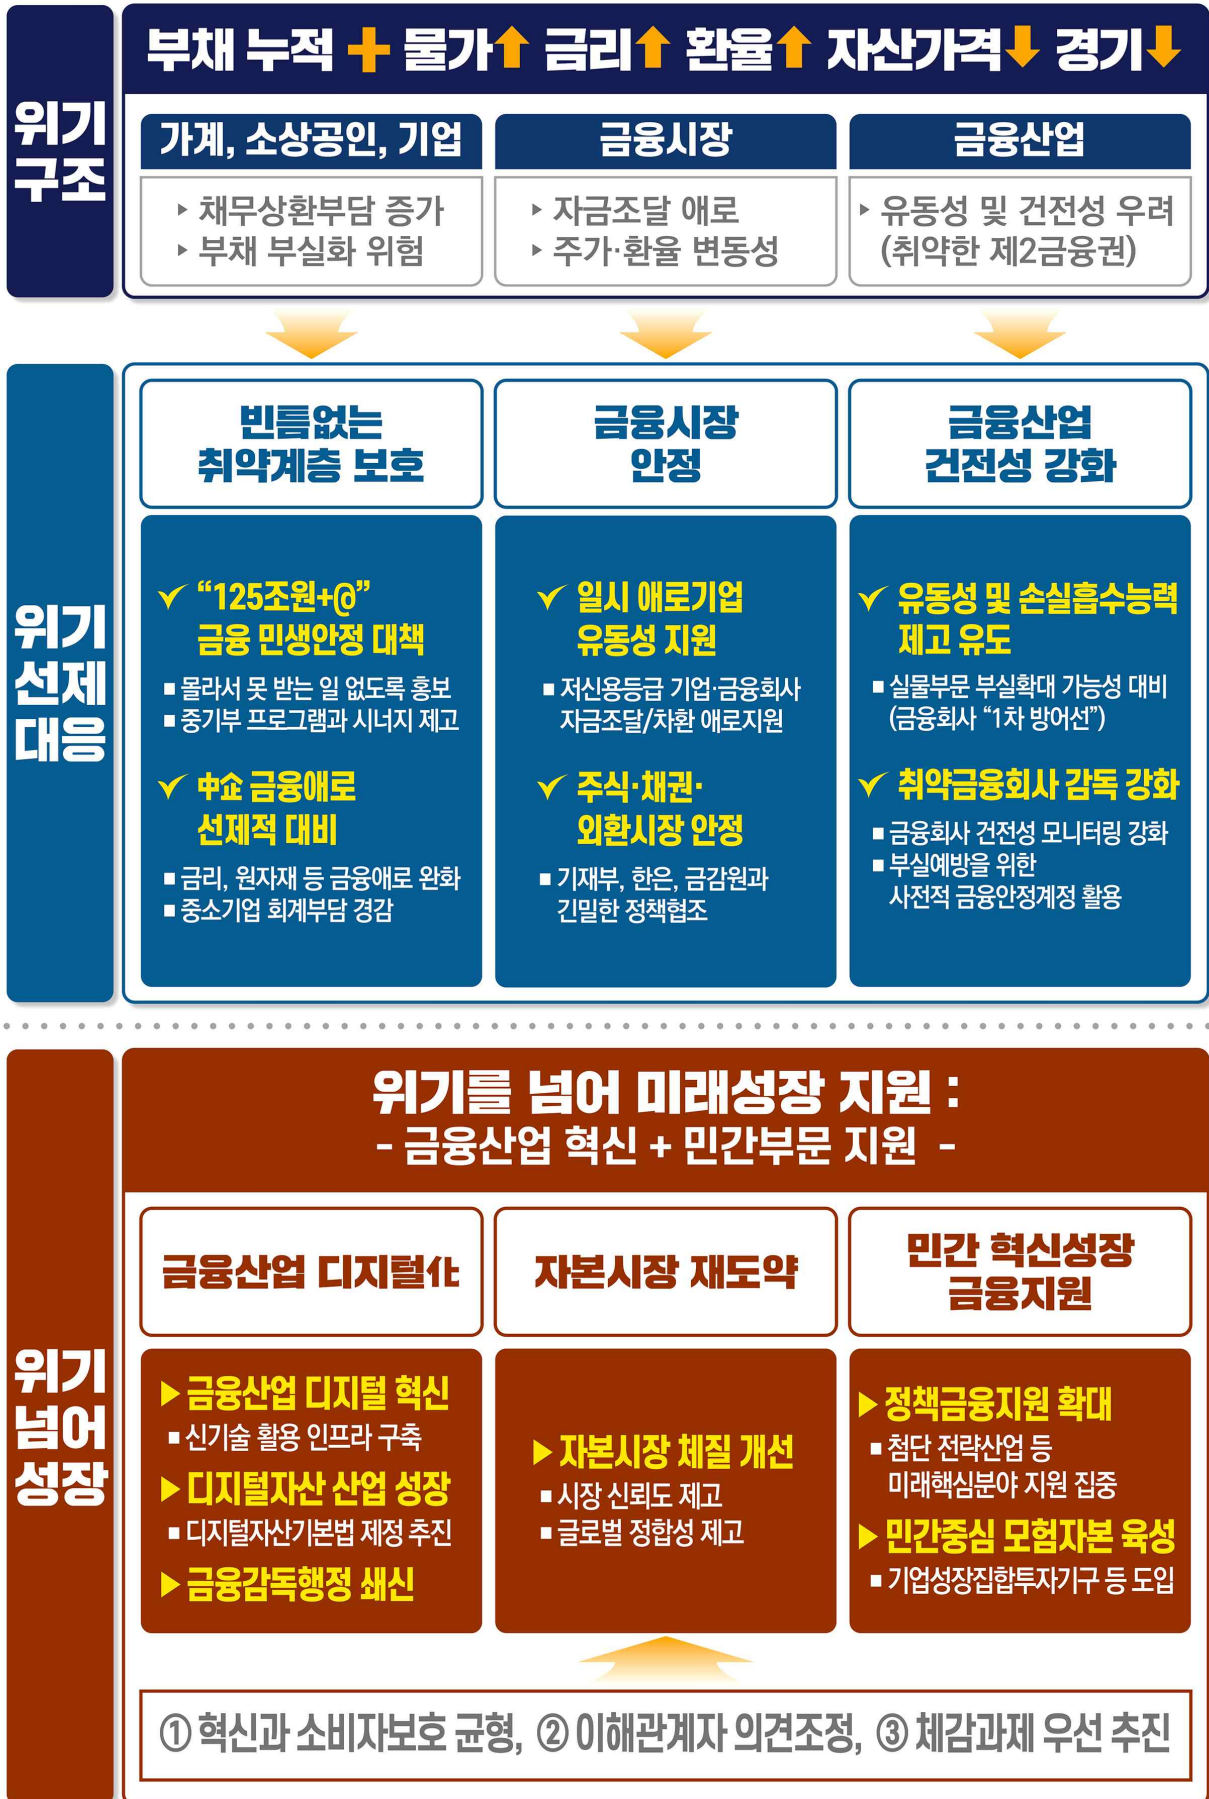 위기
구조
부채 누적 + 물가⬆ 금리⬆ 환율⬆ 자산가격⬇ 경기⬇
가계, 소상공인, 기업
▸ 채무상환부담 증가
▸ 부채 부실화 위험
금융시장
▸ 자금조달 애로
▸ 주가·환율 변동성
금융산업
▸ 유동성 및 건전성 우려
(취약한 제2금융권)
위기
선제
대응
빈틈없는
취약계층 보호
“125조원+@”
금융 민생안정 대책
■ 몰라서 못 받는 일 없도록 홍보
■ 중기부 프로그램과 시너지 제고
中企 금융애로
선제적 대비
■ 금리, 원자재 등 금융애로 완화
■ 중소기업 회계부담 경감
금융시장
안정
일시 애로기업
유동성 지원
■ 저신용등급 기업·금융회사
자금조달/차환 애로지원
주식·채권·
외환시장 안정
■ 기재부, 한은, 금감원과
긴밀한 정책협조
금융산업
건전성 강화
유동성 및 손실흡수능력
제고 유도
■ 실물부문 부실확대 가능성 대비
(금융회사 “1차 방어선”)
취약금융회사 감독 강화
■ 금융회사 건전성 모니터링 강화
■ 부실예방을 위한
사전적 금융안정계정 활용
위기
넘어
성장
위기를 넘어 미래성장 지원 :
- 금융산업 혁신 + 민간부문 지원 -
금융산업 디지털化
▶ 금융산업 디지털 혁신
■ 신기술 활용 인프라 구축
▶ 디지털자산 산업 성장
■ 디지털자산기본법 제정 추진
▶ 금융감독행정 쇄신
자본시장 재도약
▶ 자본시장 체질 개선
■ 시장 신뢰도 제고
■ 글로벌 정합성 제고
민간 혁신성장
금융지원
▶ 정책금융지원 확대
■ 첨단 전략산업 등
미래핵심분야 지원 집중
▶ 민간중심 모험자본 육성
■ 기업성장집합투자기구 등 도입
① 혁신과 소비자보호 균형, ② 이해관계자 의견조정, ③ 체감과제 우선 추진